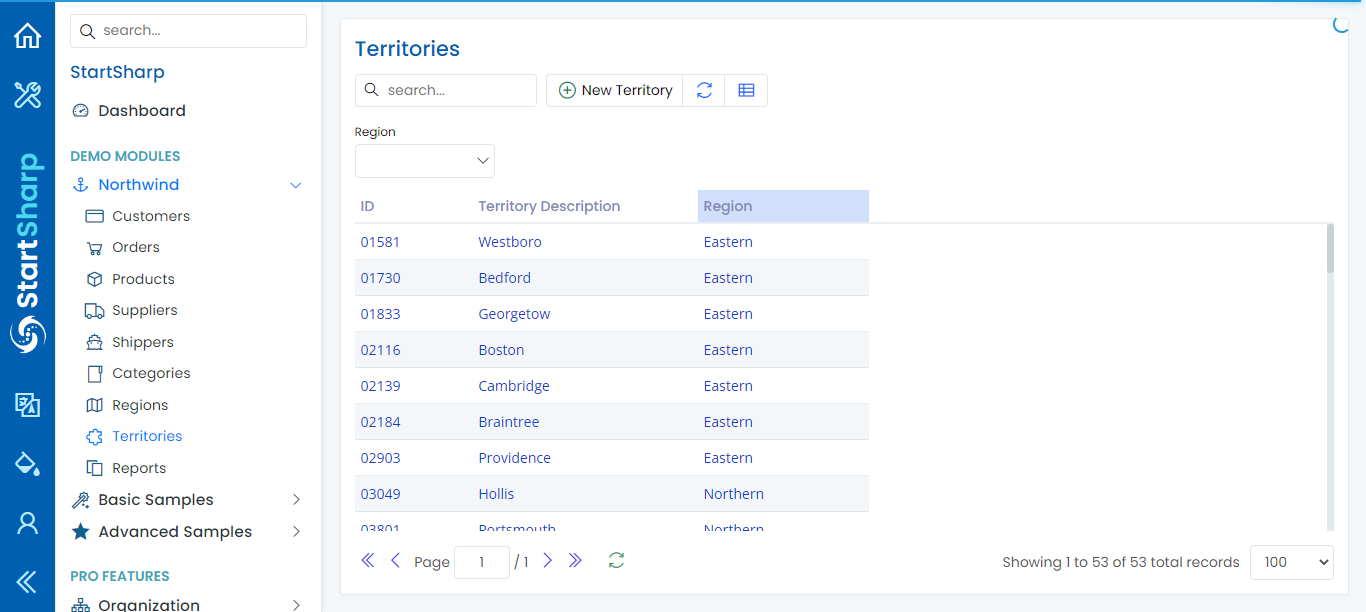 search...
StartSharp
Dashboard
DEMO MODULES
Northwind
Customers
Orders
Products
Suppliers
Shippers
Categories
Regions
Territories
Reports
Basic Samples
Advanced Samples
PRO FEATURES
Organization
StartSharp
Territories
search...
New Territory
Region
ID Territory Description Region
01581 Westboro Eastern
01730 Bedford Eastern
01833 Georgetow Eastern
02116 Boston Eastern
02139 Cambridge Eastern
02184 Braintree Eastern
02903 Providence Eastern
03049 Hollis Northern
03801 Portsmouth Northern
Page 1 / 1
Showing 1 to 53 of 53 total records 100